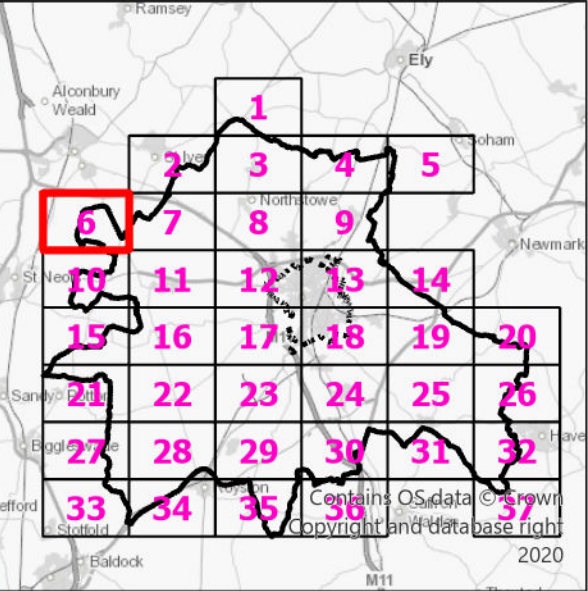 Ramsey
Ely
Alconbury
Weald
1
Soham
2 3 4 5
Northstowe
6 7 8 9
Newmark
10 11 12 13 14
15 16 17 18 19 20
Sandy
21 22 23 24 25 26
27 28 29 30 31 32
Have
efford
33 34 35 36 37
Contains OS data © Crown
Copyright and database right
2020
Stotfold
Baldock
M11